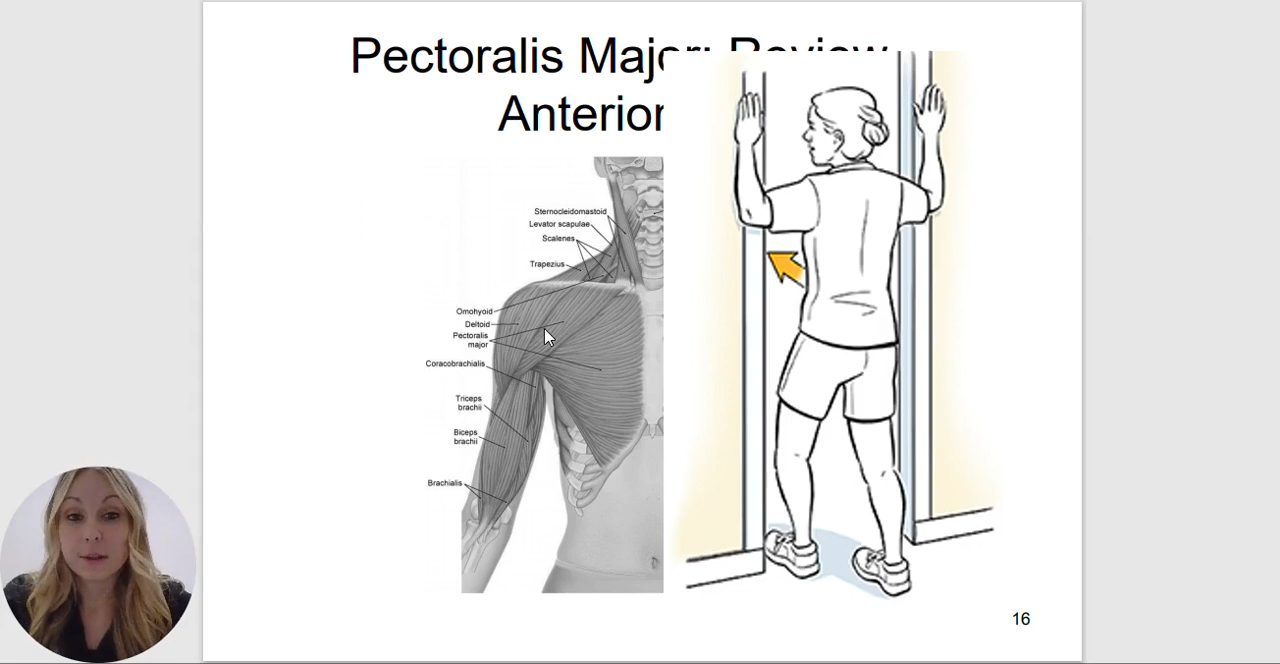 Pectoralis Major: Review
Anterior
Sternocleidomastoid
Levator scapulae
Scalenes
Trapezius
Omohyoid
Deltoid
Pectoralis
major
Coracobrachialis
Triceps
brachii
Biceps
brachii
Brachialis
16